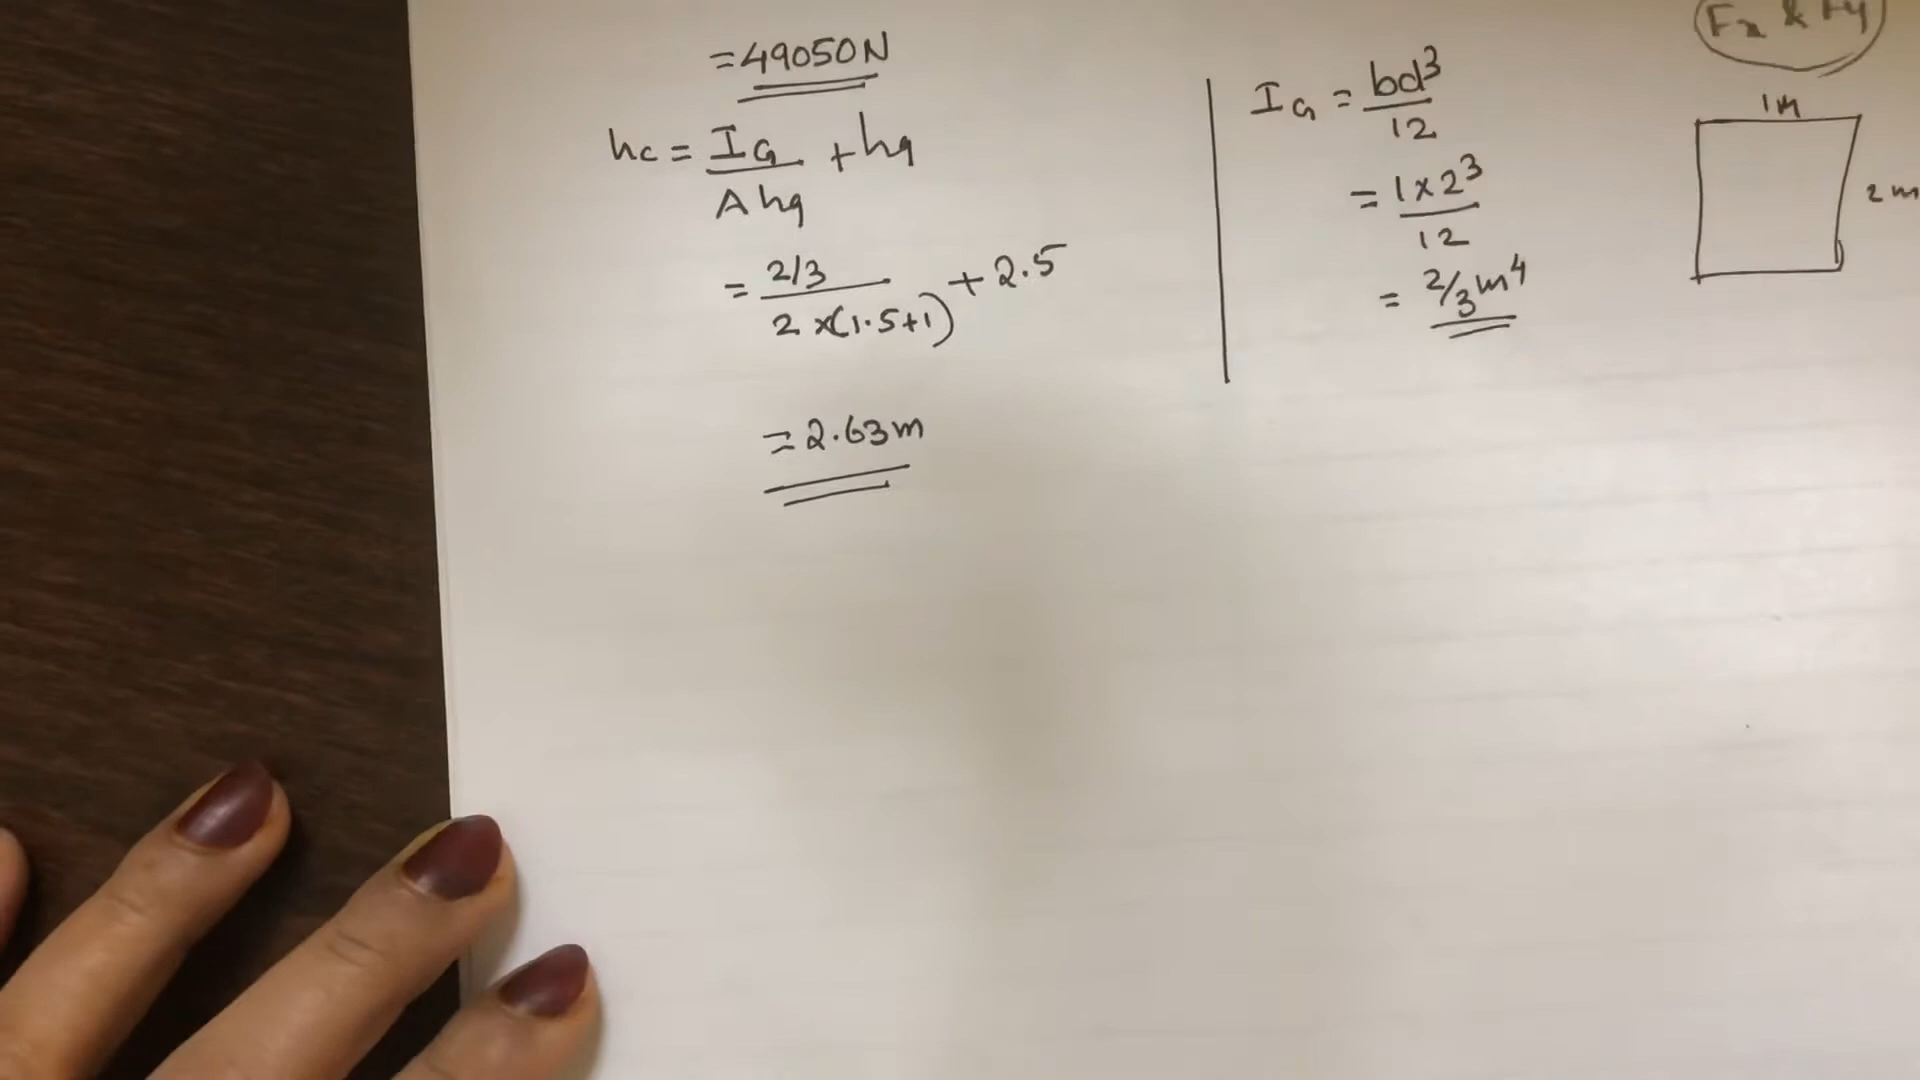 =49050N
hc = IG/Ahg + hg
= 2/3/2×(1.5+1) + 2.5
=2.63m
IG = bd³/12
= 1×2³/12
= 2/3 m⁴
Fx & Fy
1m
2m